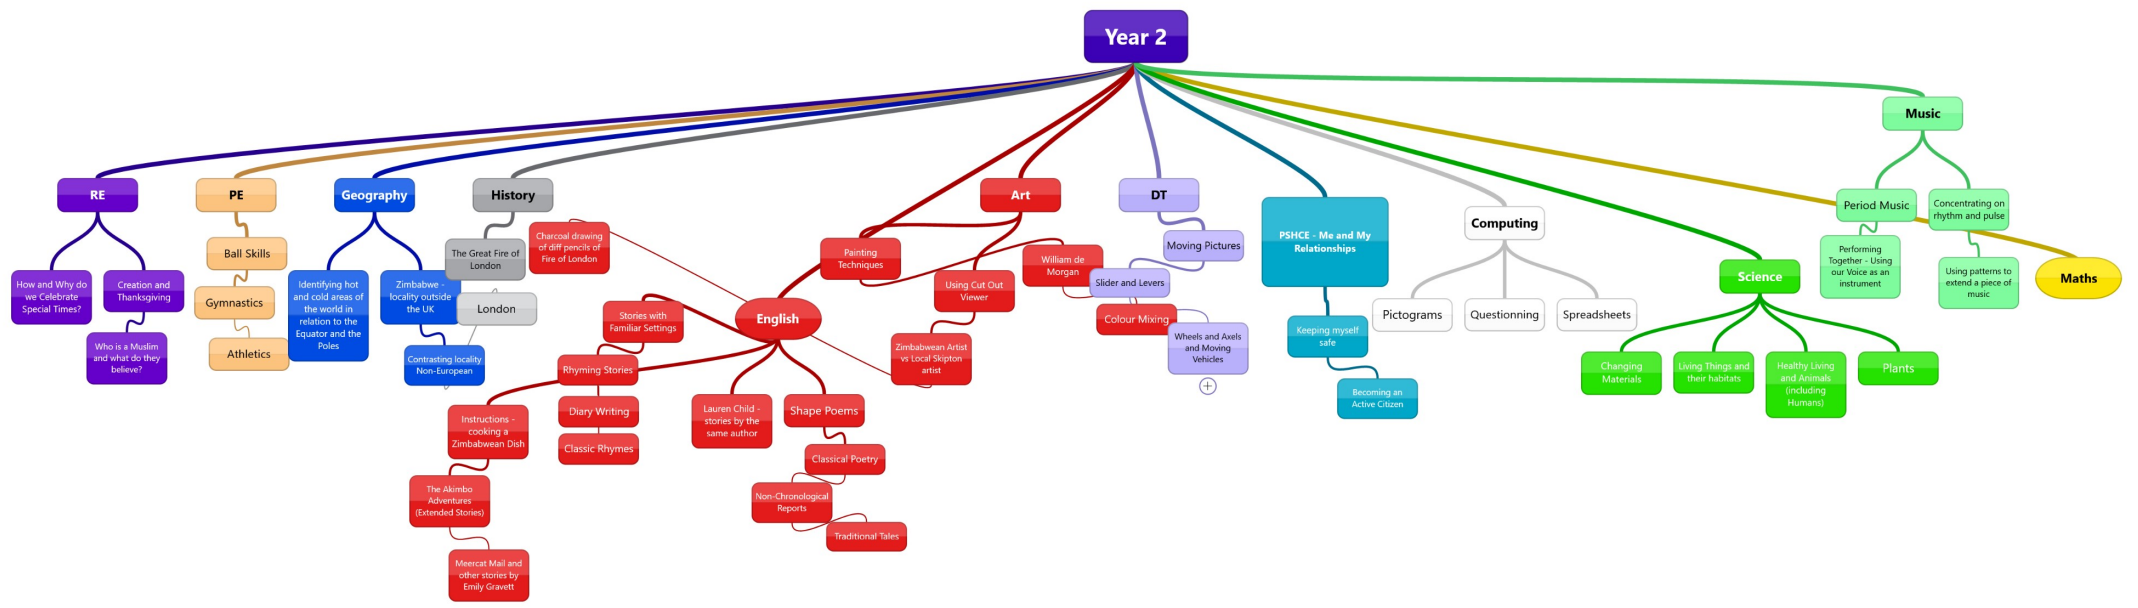 Year 2
Music
RE
PE
Geography
History
Art
DT
Period Music
Concentrating on
rhythm and pulse
PSHCE - Me and My
Relationships
Computing
Charcoal drawing
of diff pencils of
Fire of London
Painting
Techniques
Moving Pictures
Ball Skills
The Great Fire of
London
William de
Morgan
Performing
Together - Using
our Voice as an
instrument
Using patterns to
extend a piece of
music
Maths
Science
How and Why do
we Celebrate
Special Times?
Creation and
Thanksgiving
Gymnastics
Identifying hot
and cold areas of
the world in
relation to the
Equator and the
Poles
Zimbabwe -
locality outside
the UK
London
Using Cut Out
Viewer
Slider and Levers
Stories with
Familiar Settings
English
Colour Mixing
Pictograms
Questionning
Spreadsheets
Who is a Muslim
and what do they
believe?
Athletics
Contrasting locality
Non-European
Rhyming Stories
Zimbabwean Artist
vs Local Skipton
artist
Wheels and Axels
and Moving
Vehicles
Keeping myself
safe
Changing
Materials
Living Things and
their habitats
Healthy Living
and Animals
(including
Humans)
Plants
Becoming an
Active Citizen
Instructions -
cooking a
Zimbabwean Dish
Diary Writing
Lauren Child -
stories by the
same author
Shape Poems
Classic Rhymes
Classical Poetry
The Akimbo
Adventures
(Extended Stories)
Non-Chronological
Reports
Traditional Tales
Meercat Mail and
other stories by
Emily Gravett